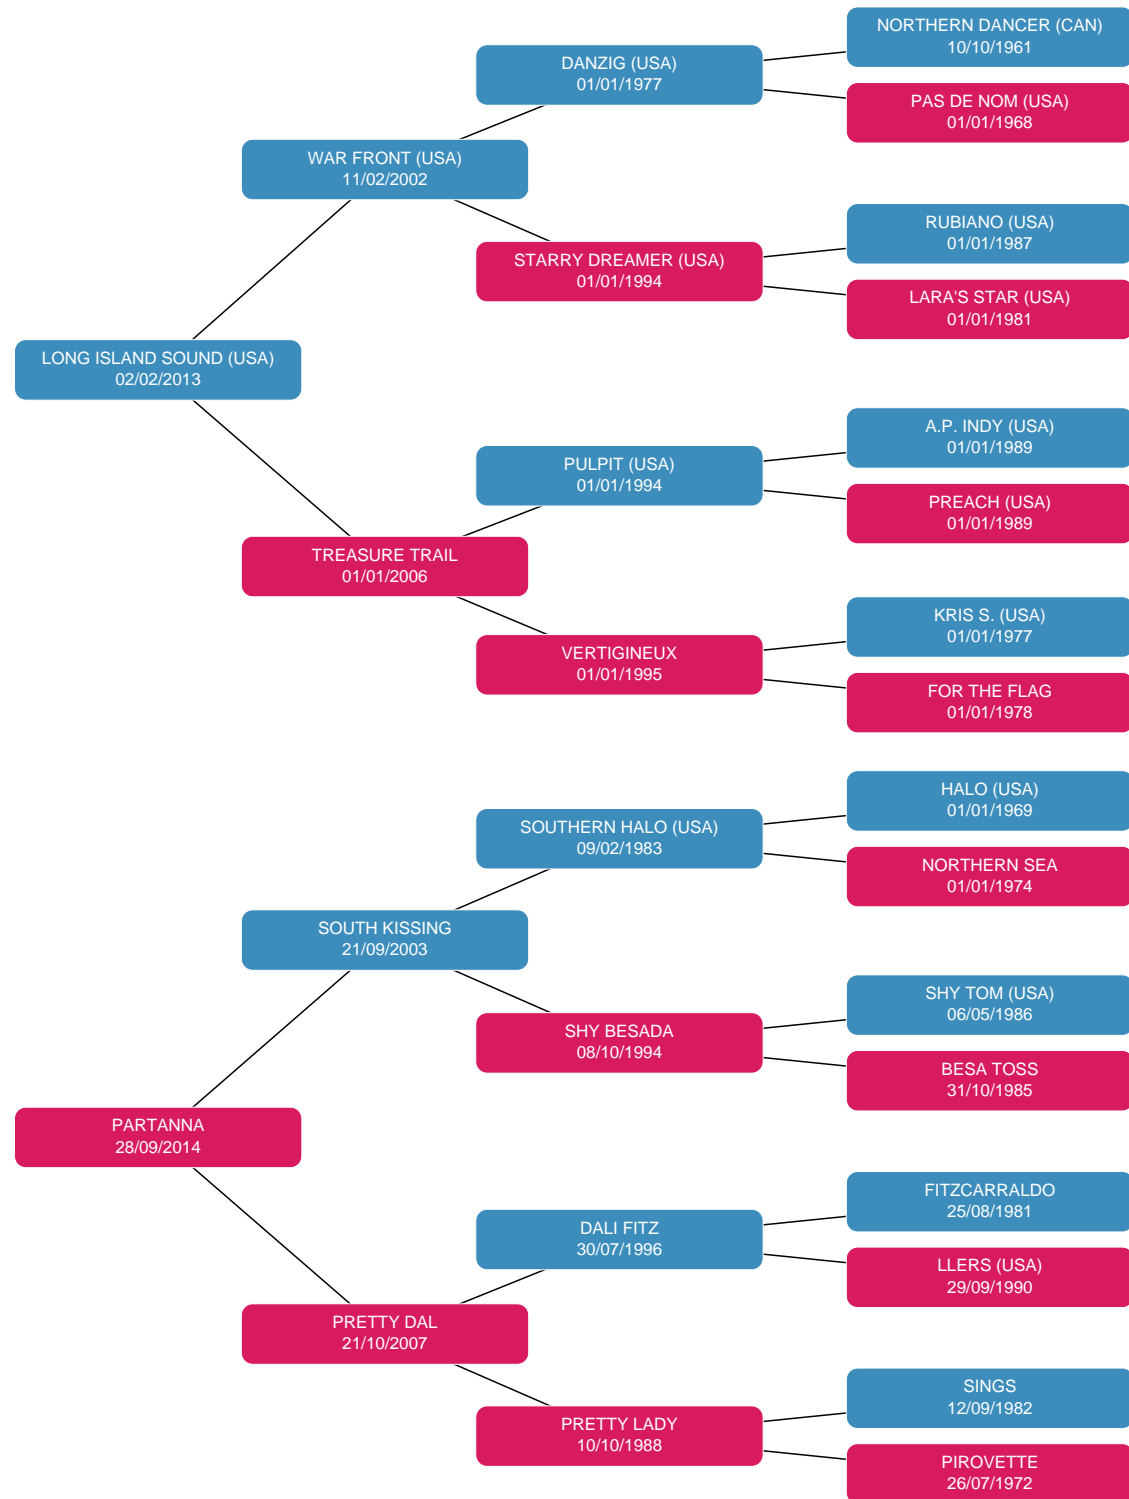 NORTHERN DANCER (CAN)
10/10/1961
DANZIG (USA)
01/01/1977
PAS DE NOM (USA)
01/01/1968
WAR FRONT (USA)
11/02/2002
RUBIANO (USA)
01/01/1987
STARRY DREAMER (USA)
01/01/1994
LARA'S STAR (USA)
01/01/1981
LONG ISLAND SOUND (USA)
02/02/2013
A.P. INDY (USA)
01/01/1989
PULPIT (USA)
01/01/1994
PREACH (USA)
01/01/1989
TREASURE TRAIL
01/01/2006
KRIS S. (USA)
01/01/1977
VERTIGINEUX
01/01/1995
FOR THE FLAG
01/01/1978
HALO (USA)
01/01/1969
SOUTHERN HALO (USA)
09/02/1983
NORTHERN SEA
01/01/1974
SOUTH KISSING
21/09/2003
SHY TOM (USA)
06/05/1986
SHY BESADA
08/10/1994
BESA TOSS
31/10/1985
PARTANNA
28/09/2014
FITZCARRALDO
25/08/1981
DALI FITZ
30/07/1996
LLERS (USA)
29/09/1990
PRETTY DAL
21/10/2007
SINGS
12/09/1982
PRETTY LADY
10/10/1988
PIROVETTE
26/07/1972